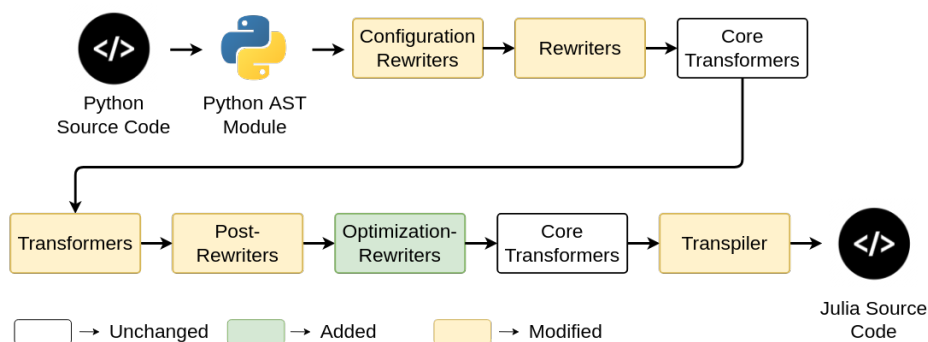 </>
Python
Source Code
Python AST
Module
Configuration
Rewriters
Rewriters
Core
Transformers
Transformers
Post-
Rewriters
Optimization-
Rewriters
Core
Transformers
Transpiler
</>
Julia Source
Code
Unchanged
Added
Modified